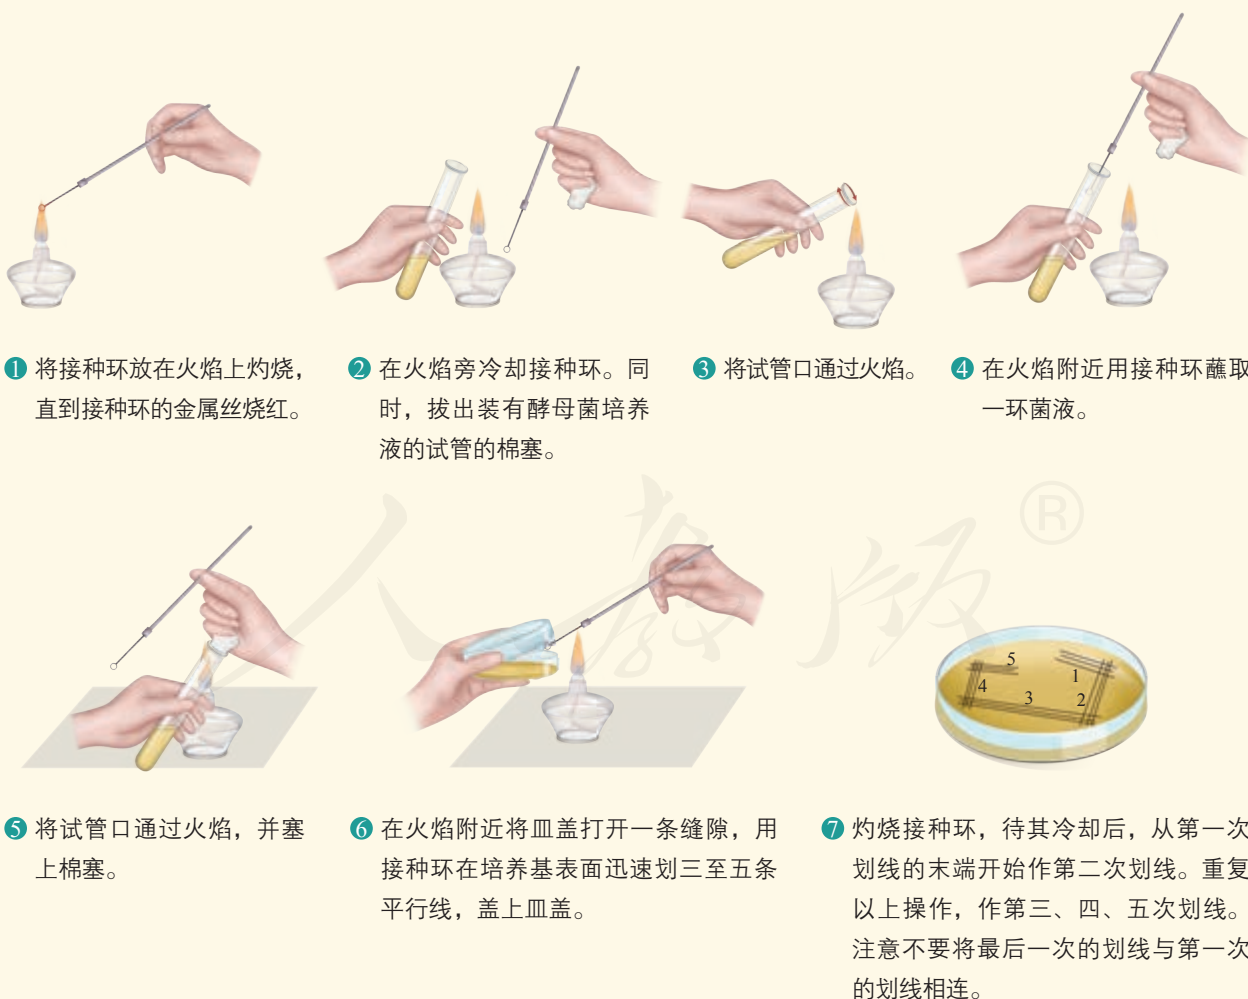 ❶ 将接种环放在火焰上灼烧，
直到接种环的金属丝烧红。
❷ 在火焰旁冷却接种环。同
时，拔出装有酵母菌培养
液的试管的棉塞。
❸ 将试管口通过火焰。
❹ 在火焰附近用接种环蘸取
一环菌液。
人教版®
5
1
4
3
2
❺ 将试管口通过火焰，并塞
上棉塞。
❻ 在火焰附近将皿盖打开一条缝隙，用
接种环在培养基表面迅速划三至五条
平行线，盖上皿盖。
❼ 灼烧接种环，待其冷却后，从第一次
划线的末端开始作第二次划线。重复
以上操作，作第三、四、五次划线。
注意不要将最后一次的划线与第一次
的划线相连。